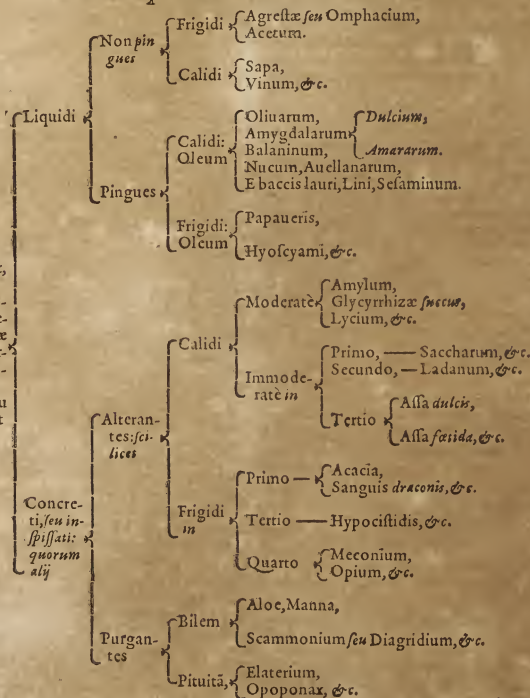 Agrestæ seu Omphacium,
Frigidi
Acetum.
Non pin
gues
Sapa,
Calidi
Vinum, &c.
Liquidi
Oliuarum,
Dulcium,
Calidi:
Amygdalarum
Oleum
Balaninum,
Amararum.
Nucum, Auellanarum,
Pingues
E baccis lauri, Lini, Sesaminum.
Frigidi:
Papaueris,
Oleum
Hyoscyami, &c.
Amylum,
Moderatè
Glycyrrhizæ succus,
Lycium, &c.
Calidi
Primo, — Saccharum, &c.
Immode-
Secundo, — Ladanum, &c.
ratè in
Assa dulcis,
Tertio
Assa fœtida, &c.
Alteran-
tes: sci-
lices
Acacia,
Primo —
Sanguis draconis, &c.
Frigidi
in
Tertio — Hypocistidis, &c.
Concre-
ti, seu in-
spissati:
quorum
alij
Meconium,
Quarto
Opium, &c.
Aloe, Manna,
Bilem
Scammonium seu Diagridium, &c.
Purgan-
tes
Elaterium,
Pituitã,
Opoponax, &c.